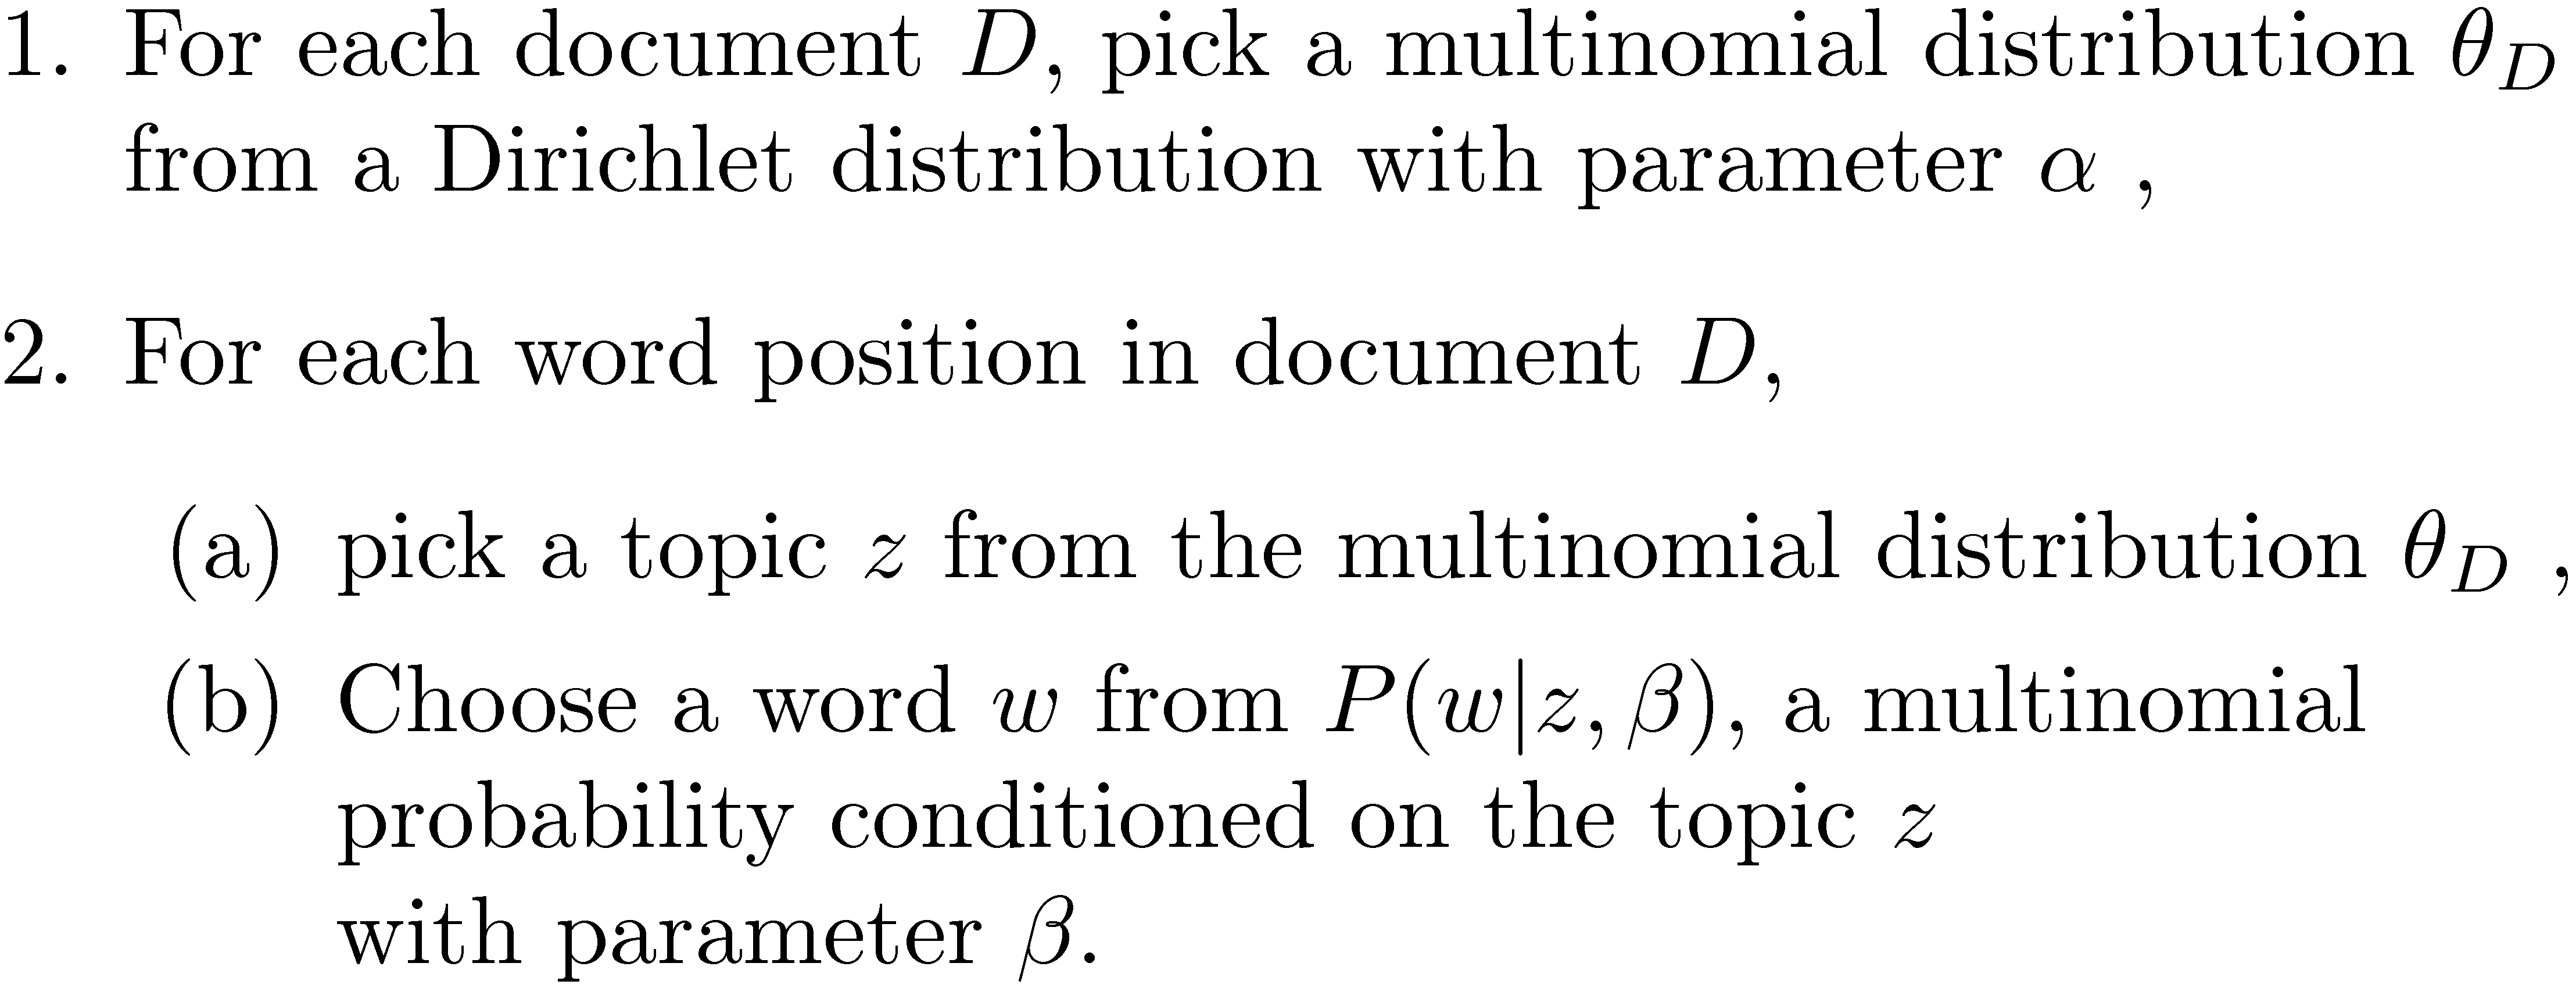 1. For each document D, pick a multinomial distribution θ_D
from a Dirichlet distribution with parameter α ,
2. For each word position in document D,
(a) pick a topic z from the multinomial distribution θ_D ,
(b) Choose a word w from P(w|z, β), a multinomial
probability conditioned on the topic z
with parameter β.